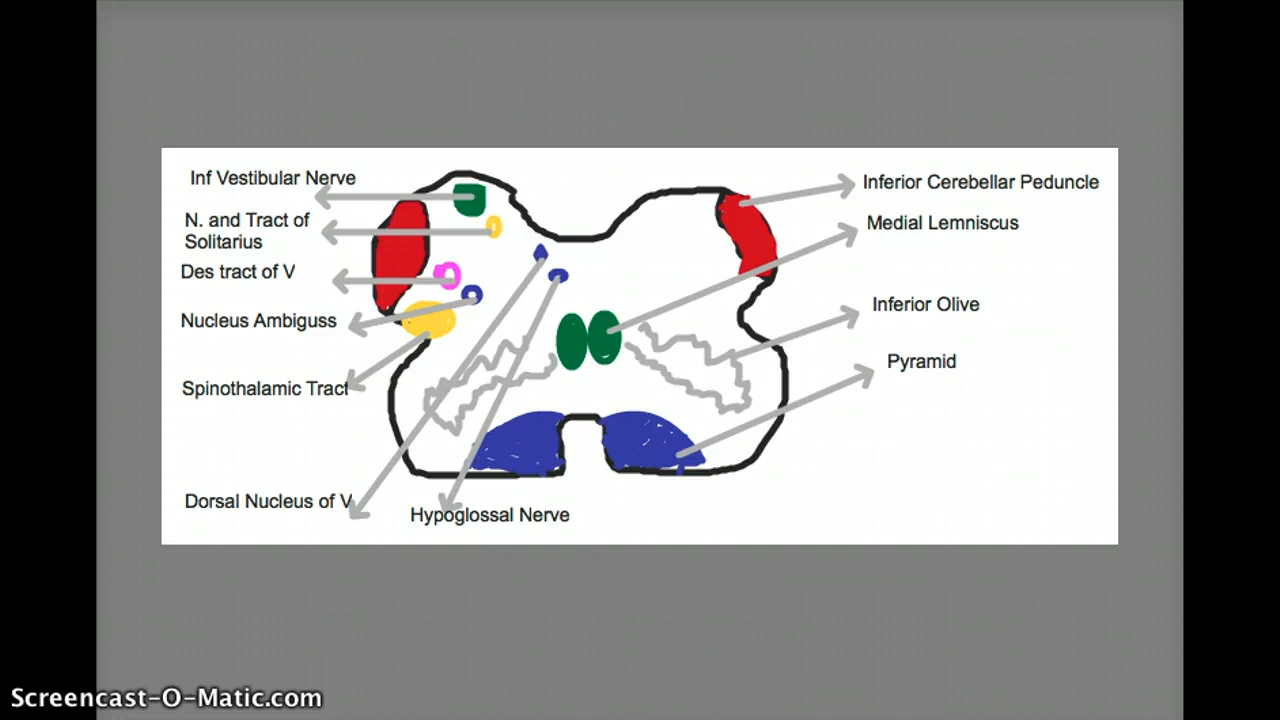 Inf Vestibular Nerve
N. and Tract of
Solitarius
Des tract of V
Nucleus Ambiguss
Spinothalamic Tract
Dorsal Nucleus of V
Hypoglossal Nerve
Inferior Cerebellar Peduncle
Medial Lemniscus
Inferior Olive
Pyramid
Screencast-O-Matic.com